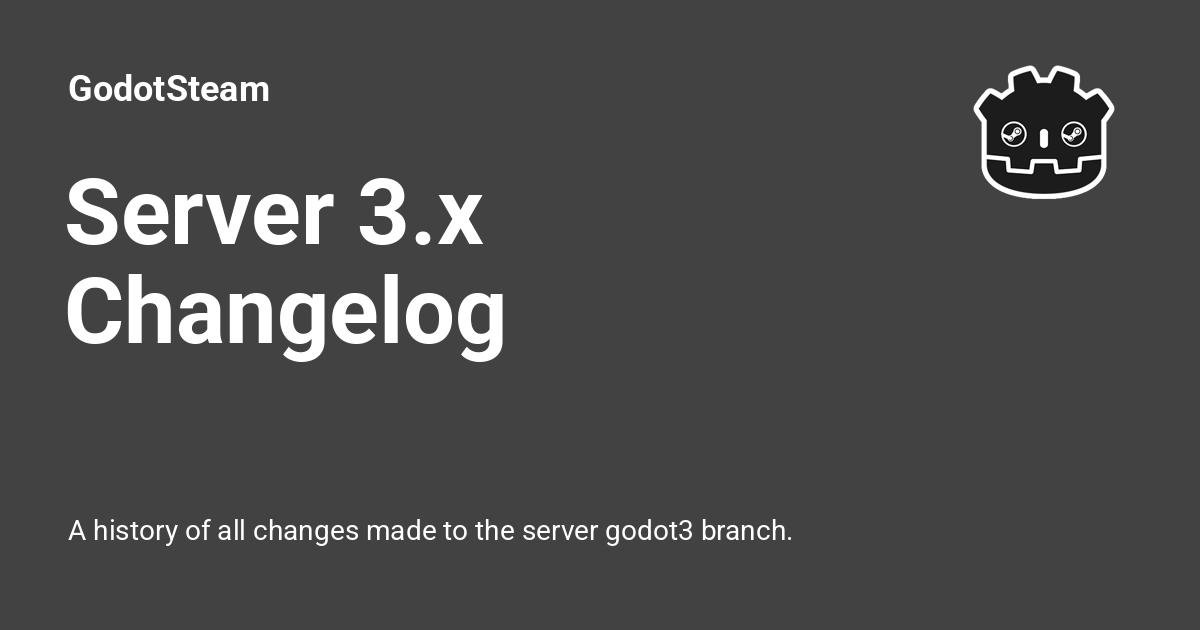 GodotSteam
Server 3.x
Changelog
A history of all changes made to the server godot3 branch.